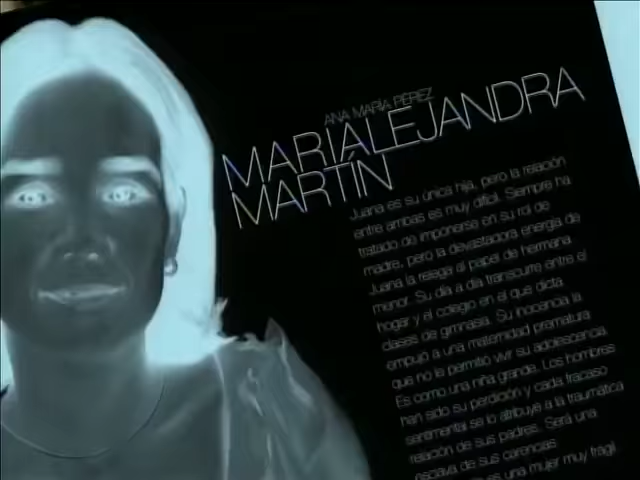 ANA MARÍA PÉREZ
MARIALEJANDRA
MARTÍN
Juana es su única hija, pero la relación
entre ambas es muy difícil. Siempre ha
tratado de imponerse en su rol de
madre, pero la devastadora energía de
Juana la relega al papel de hermana
menor. Su día a día transcurre entre el
hogar y el colegio en el que dicta
clases de gimnasia. Su inocencia la
empujó a una maternidad prematura
que no le permitió vivir su adolescencia.
Es como una niña grande. Los hombres
han sido su perdición y cada fracaso
sentimental se lo atribuye a la traumática
relación de sus padres. Será una
esclava de sus carencias
es una mujer muy frágil